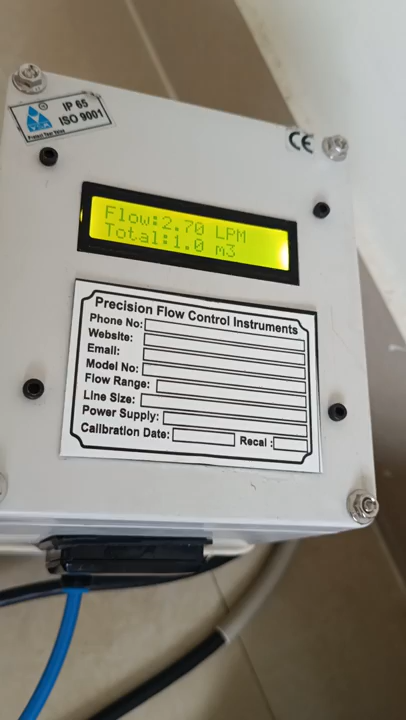 IP 65
ISO 9001
CE
Flow:2.70 LPM
Total:1.0 m3
Precision Flow Control Instruments
Phone No:
Website:
Email:
Model No:
Flow Range:
Line Size:
Power Supply:
Calibration Date:
Recal :